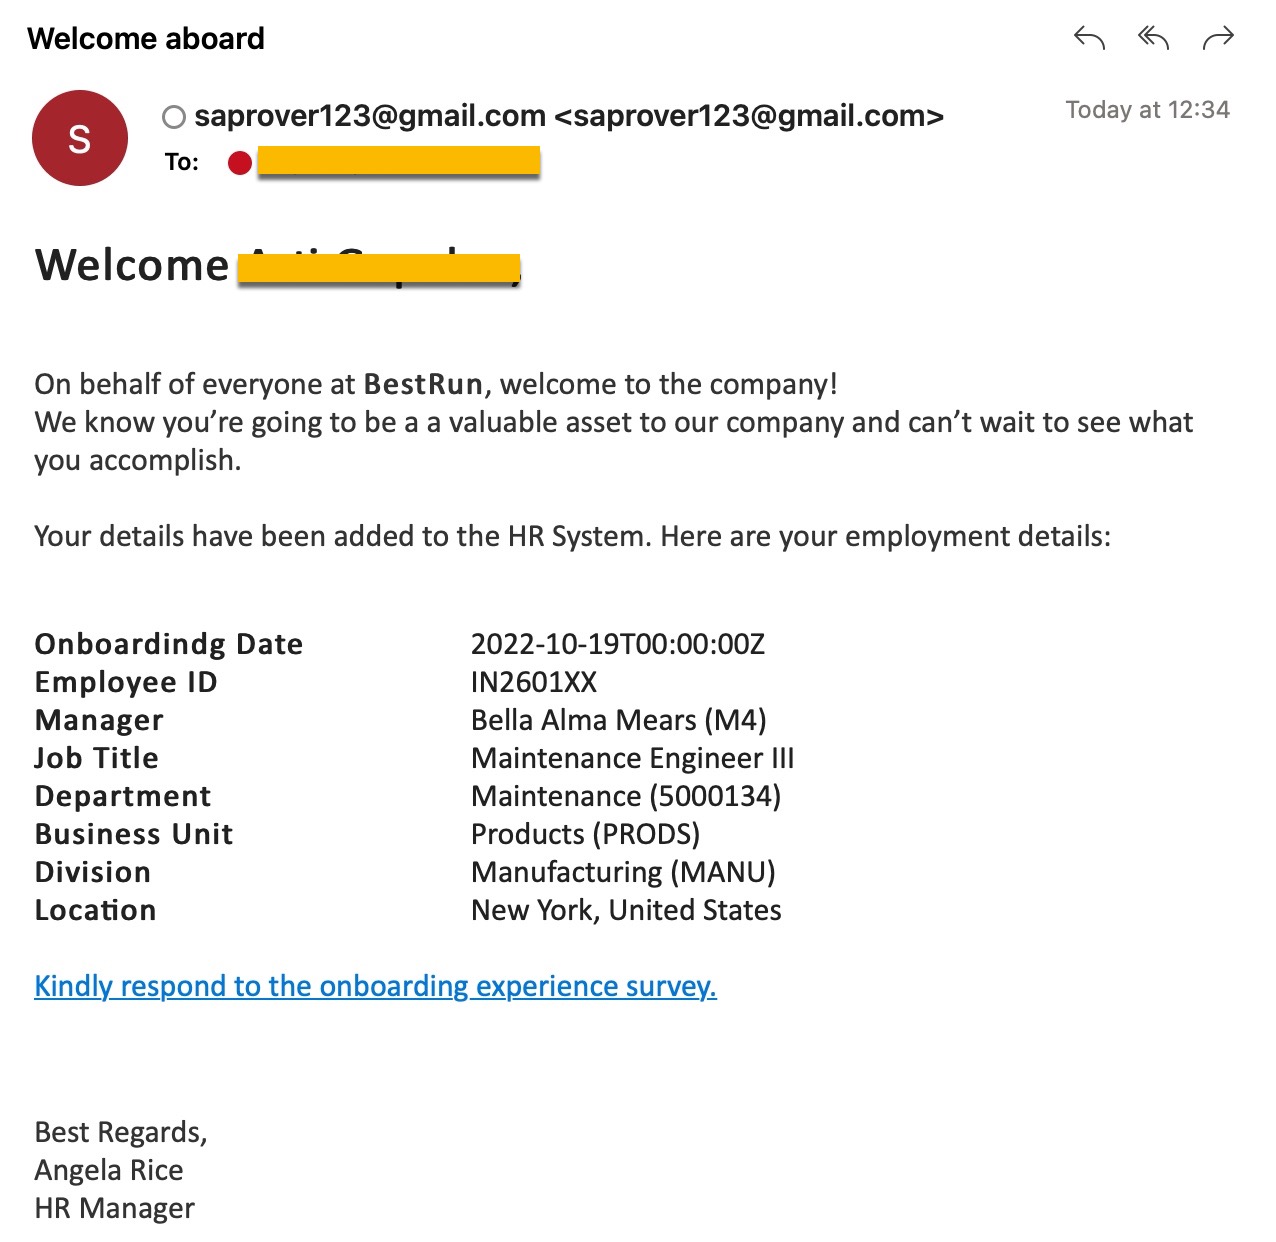 Welcome aboard
S
saprover123@gmail.com <saprover123@gmail.com>
Today at 12:34
To:
Welcome
On behalf of everyone at BestRun, welcome to the company!
We know you’re going to be a a valuable asset to our company and can’t wait to see what
you accomplish.
Your details have been added to the HR System. Here are your employment details:
Onboardindg Date 2022-10-19T00:00:00Z
Employee ID IN2601XX
Manager Bella Alma Mears (M4)
Job Title Maintenance Engineer III
Department Maintenance (5000134)
Business Unit Products (PRODS)
Division Manufacturing (MANU)
Location New York, United States
Kindly respond to the onboarding experience survey.
Best Regards,
Angela Rice
HR Manager